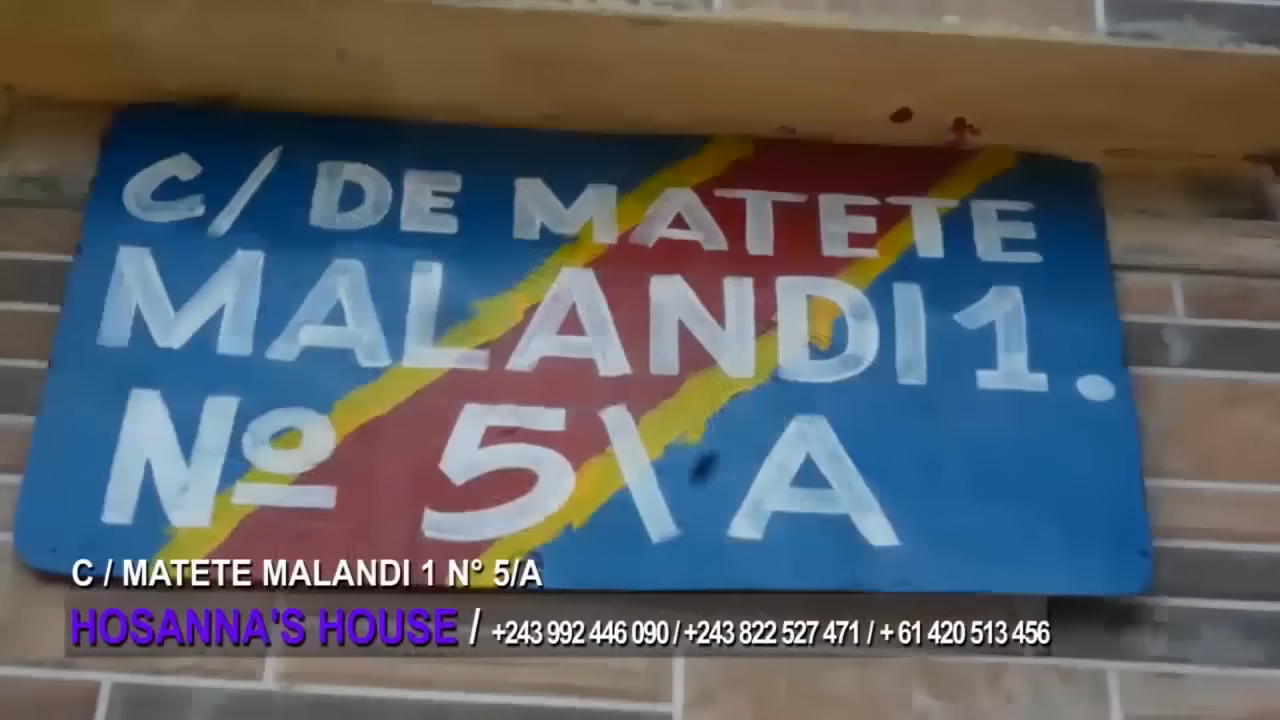 C/ DE MATETE
MALANDI 1.
Nº 5\A
C / MATETE MALANDI 1 N° 5/A
HOSANNA'S HOUSE / +243 992 446 090 / +243 822 527 471 / + 61 420 513 456